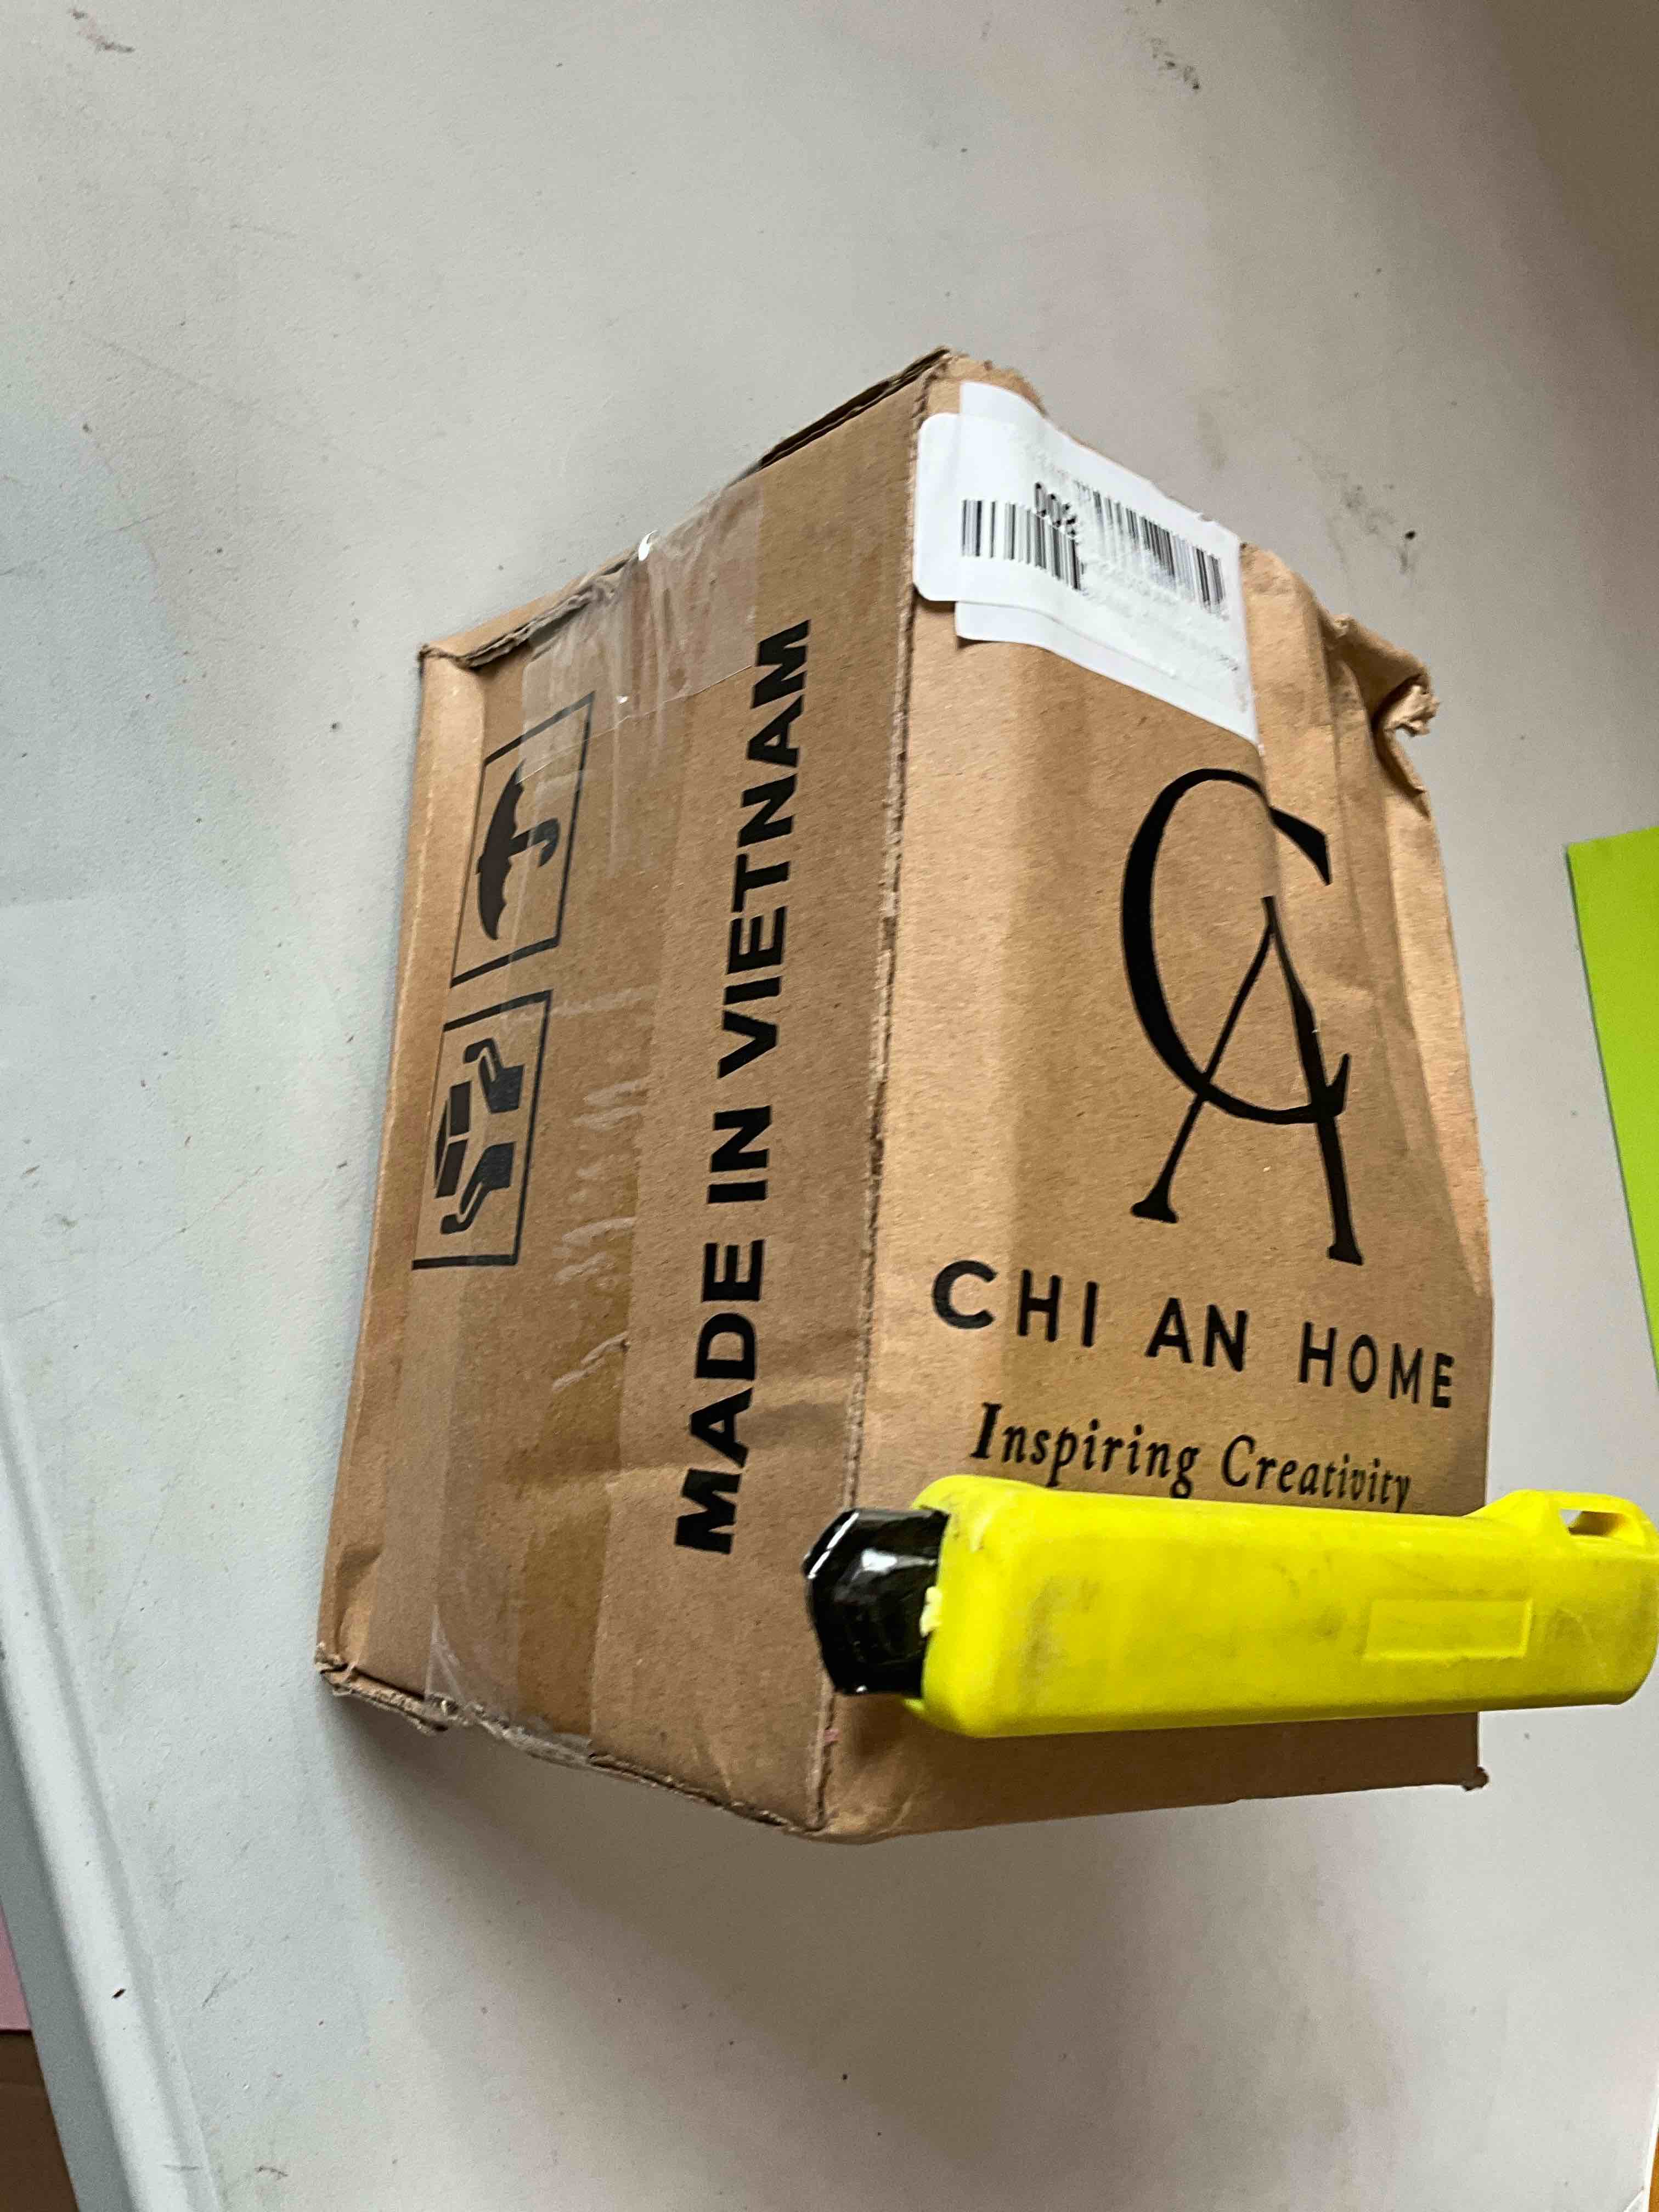 MADE IN VIETNAM
CA
CHI AN HOME
Inspiring Creativity